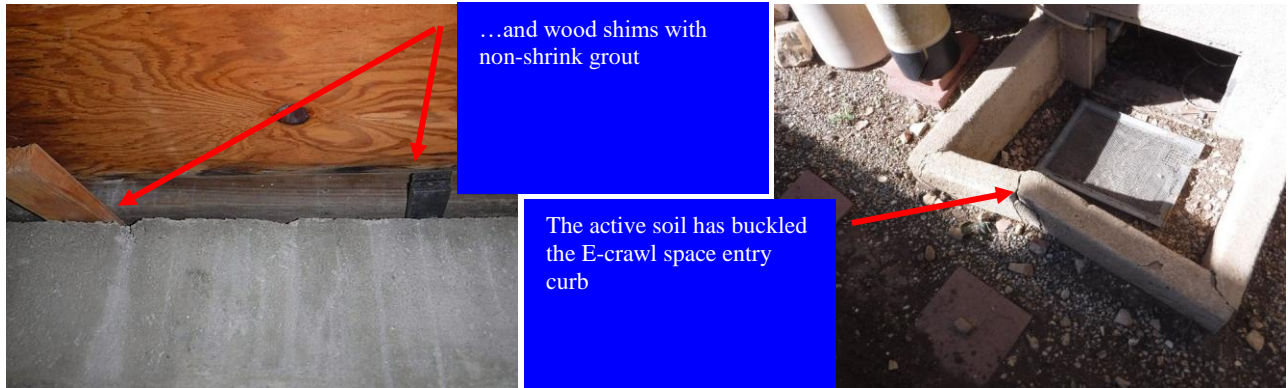 …and wood shims with
non-shrink grout
The active soil has buckled
the E-crawl space entry
curb